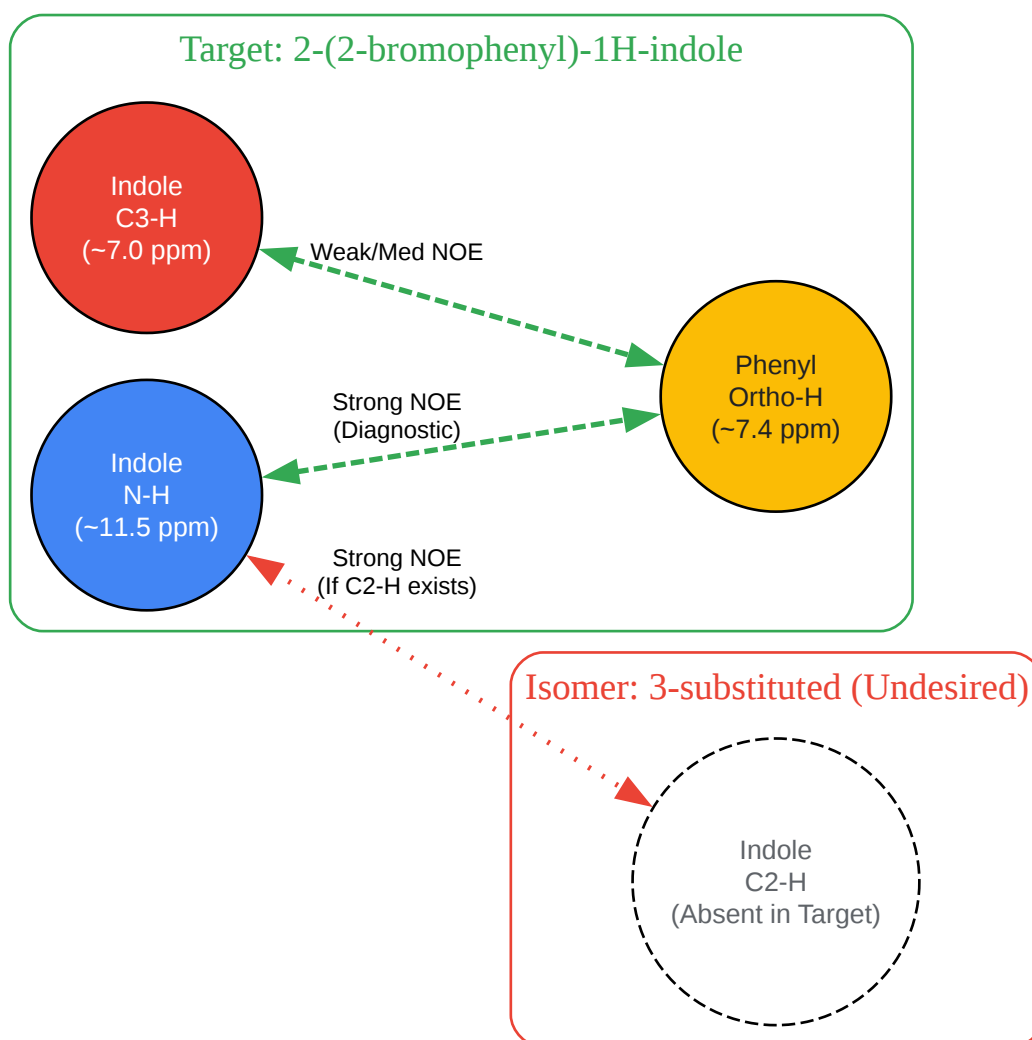 Target: 2-(2-bromophenyl)-1H-indole
Indole
C3-H
(~7.0 ppm)
Weak/Med NOE
Phenyl
Ortho-H
(~7.4 ppm)
Strong NOE
(Diagnostic)
Indole
N-H
(~11.5 ppm)
Strong NOE
(If C2-H exists)
Isomer: 3-substituted (Undesired)
Indole
C2-H
(Absent in Target)